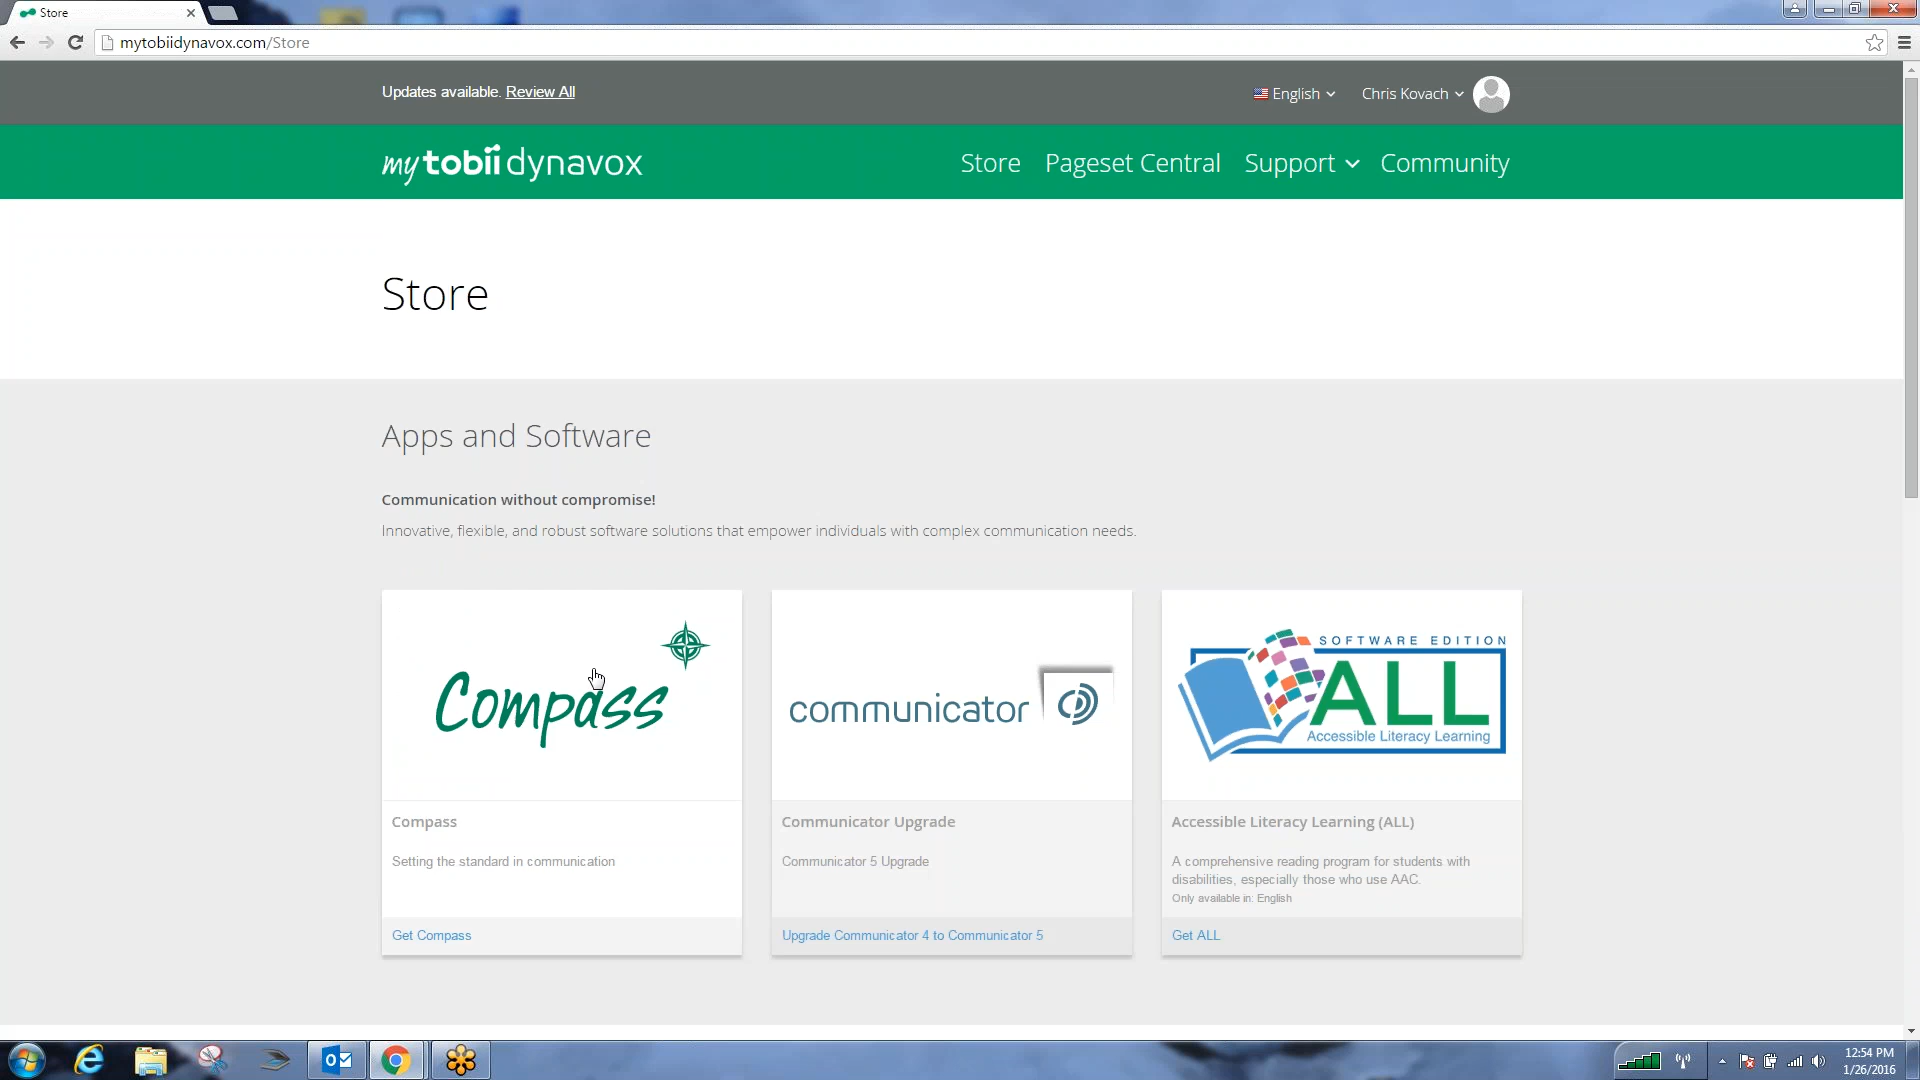 Store
mytobiidynavox.com/Store
Updates available. Review All
English
Chris Kovach
my tobii dynavox
Store
Pageset Central
Support
Community
Store
Apps and Software
Communication without compromise!
Innovative, flexible, and robust software solutions that empower individuals with complex communication needs.
Compass
communicator
SOFTWARE EDITION
ALL
Accessible Literacy Learning
Compass
Setting the standard in communication
Get Compass
Communicator Upgrade
Communicator 5 Upgrade
Upgrade Communicator 4 to Communicator 5
Accessible Literacy Learning (ALL)
A comprehensive reading program for students with
disabilities, especially those who use AAC.
Only available in: English
Get ALL
12:54 PM
1/26/2016